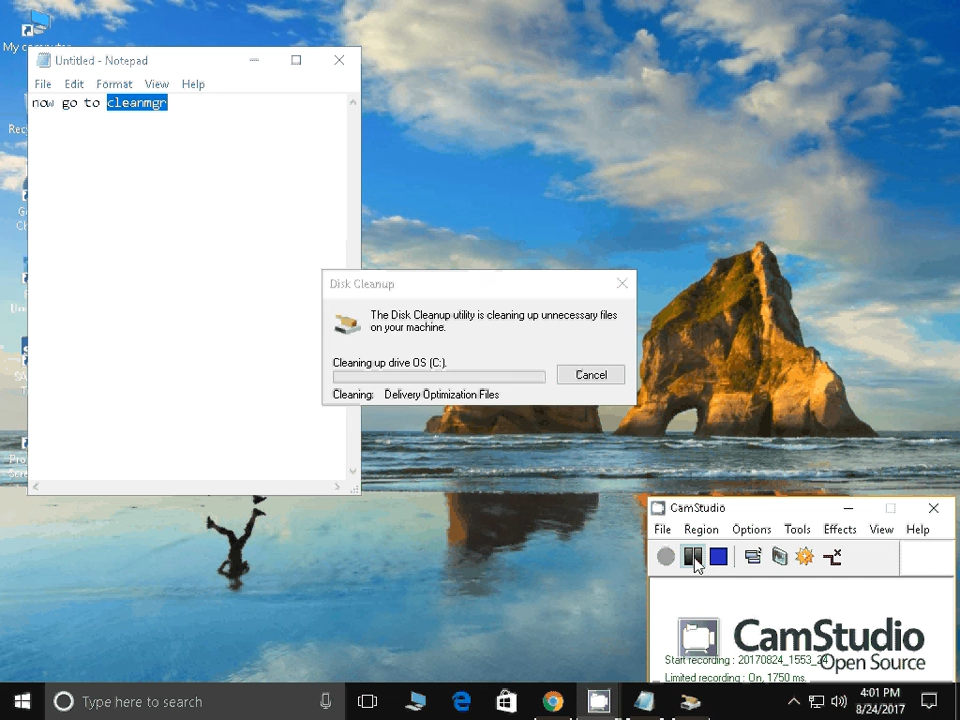 My computer
Untitled - Notepad
File Edit Format View Help
now go to cleanmgr
Disk Cleanup
The Disk Cleanup utility is cleaning up unnecessary files
on your machine.
Cleaning up drive OS (C:).
Cancel
Cleaning: Delivery Optimization Files
CamStudio
File Region Options Tools Effects View Help
CamStudio
Open Source
Start recording : 20170824_1553_24
Limited recording : On, 1750 ms.
Type here to search
4:01 PM
8/24/2017